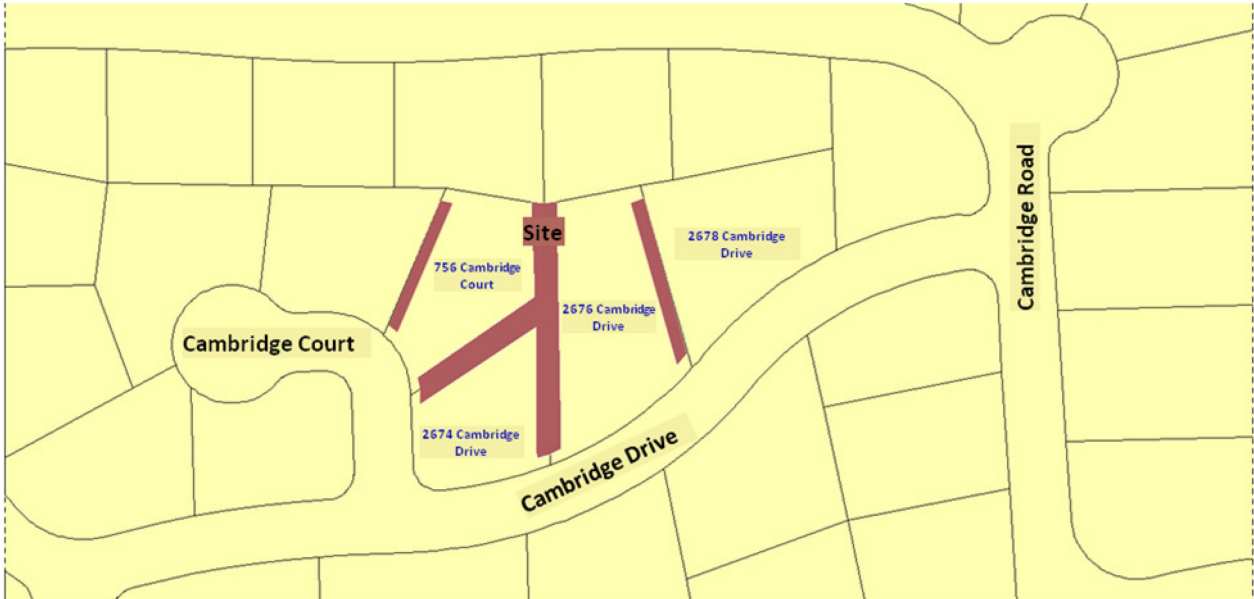 Site
756 Cambridge
Court
2678 Cambridge
Drive
2676 Cambridge
Drive
Cambridge Court
2674 Cambridge
Drive
Cambridge Drive
Cambridge Road